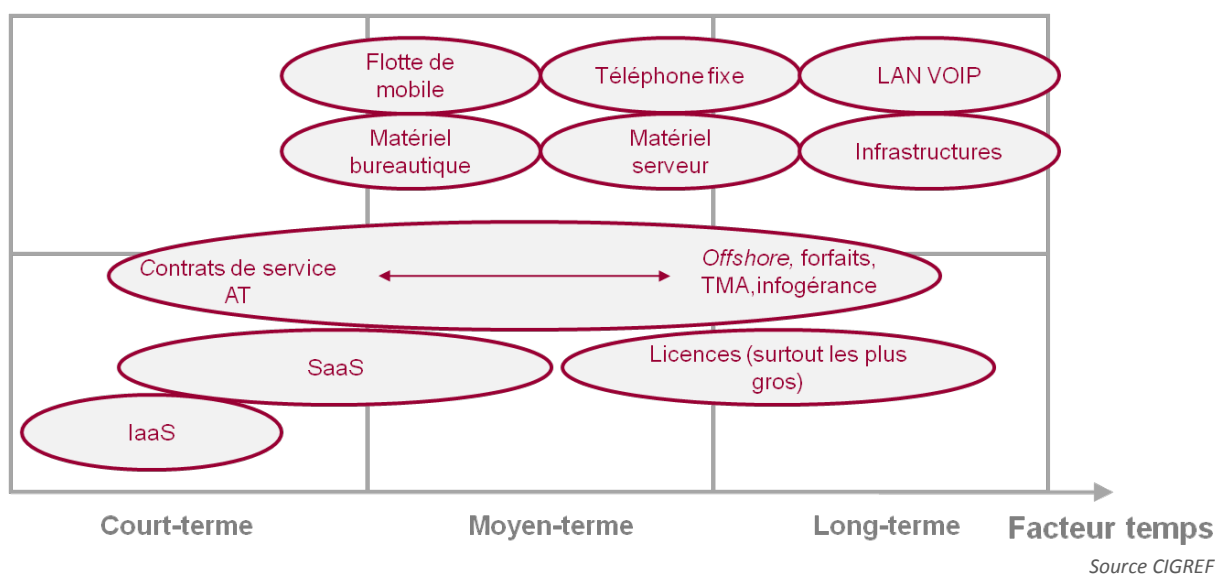 Flotte de
mobile
Téléphone fixe
LAN VOIP
Matériel
bureautique
Matériel
serveur
Infrastructures
Contrats de service
AT
Offshore, forfaits,
TMA,infogérance
SaaS
Licences (surtout les plus
gros)
IaaS
Court-terme
Moyen-terme
Long-terme
Facteur temps
Source CIGREF